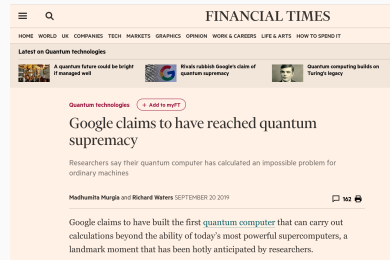 FINANCIAL TIMES
HOME WORLD UK COMPANIES TECH MARKETS GRAPHICS OPINION WORK & CAREERS LIFE & ARTS HOW TO SPEND IT
Latest on Quantum technologies
A quantum future could be bright
if managed well
Rivals rubbish Google's claim of
quantum supremacy
Quantum computing builds on
Turing's legacy
Quantum technologies + Add to myFT
Google claims to have reached quantum
supremacy
Researchers say their quantum computer has calculated an impossible problem for
ordinary machines
Madhumita Murgia and Richard Waters SEPTEMBER 20 2019
162
Google claims to have built the first quantum computer that can carry out
calculations beyond the ability of today's most powerful supercomputers, a
landmark moment that has been hotly anticipated by researchers.